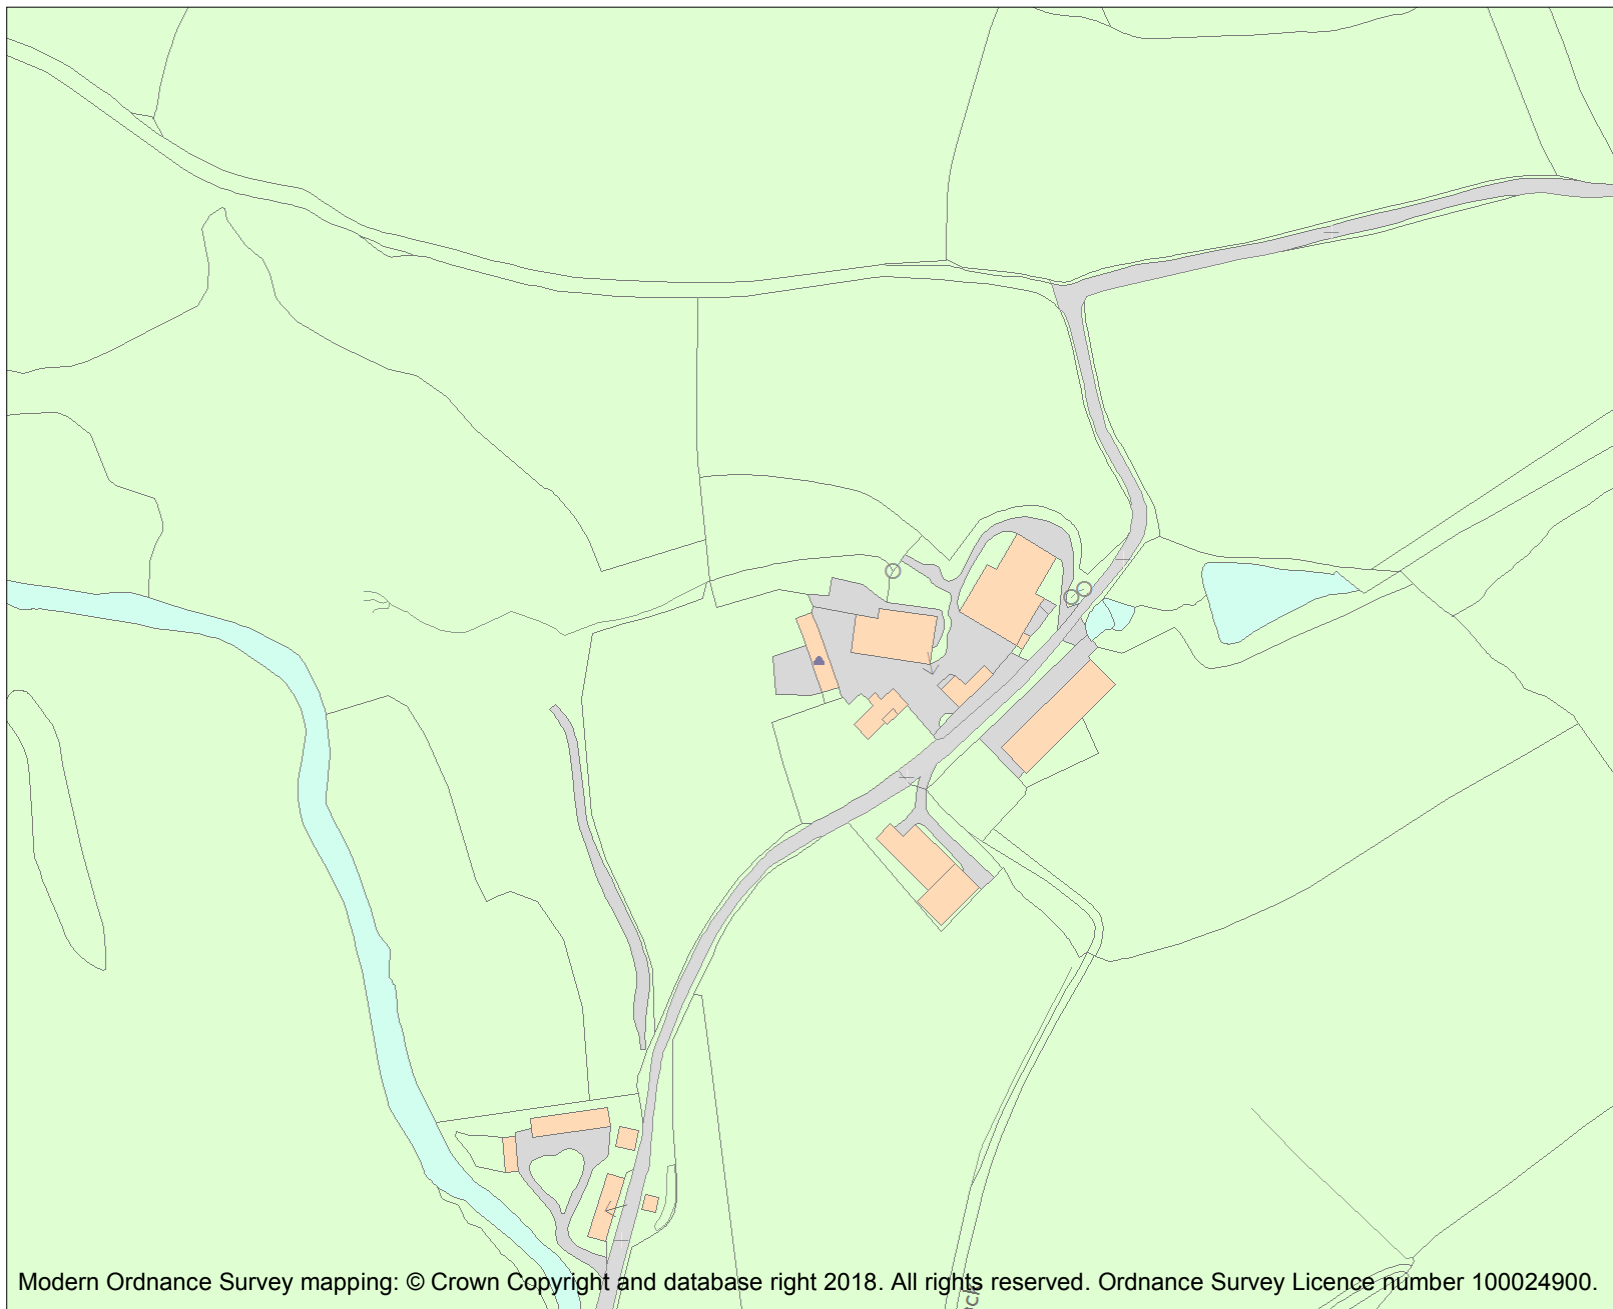 Modern Ordnance Survey mapping: © Crown Copyright and database right 2018. All rights reserved. Ordnance Survey Licence number 100024900.